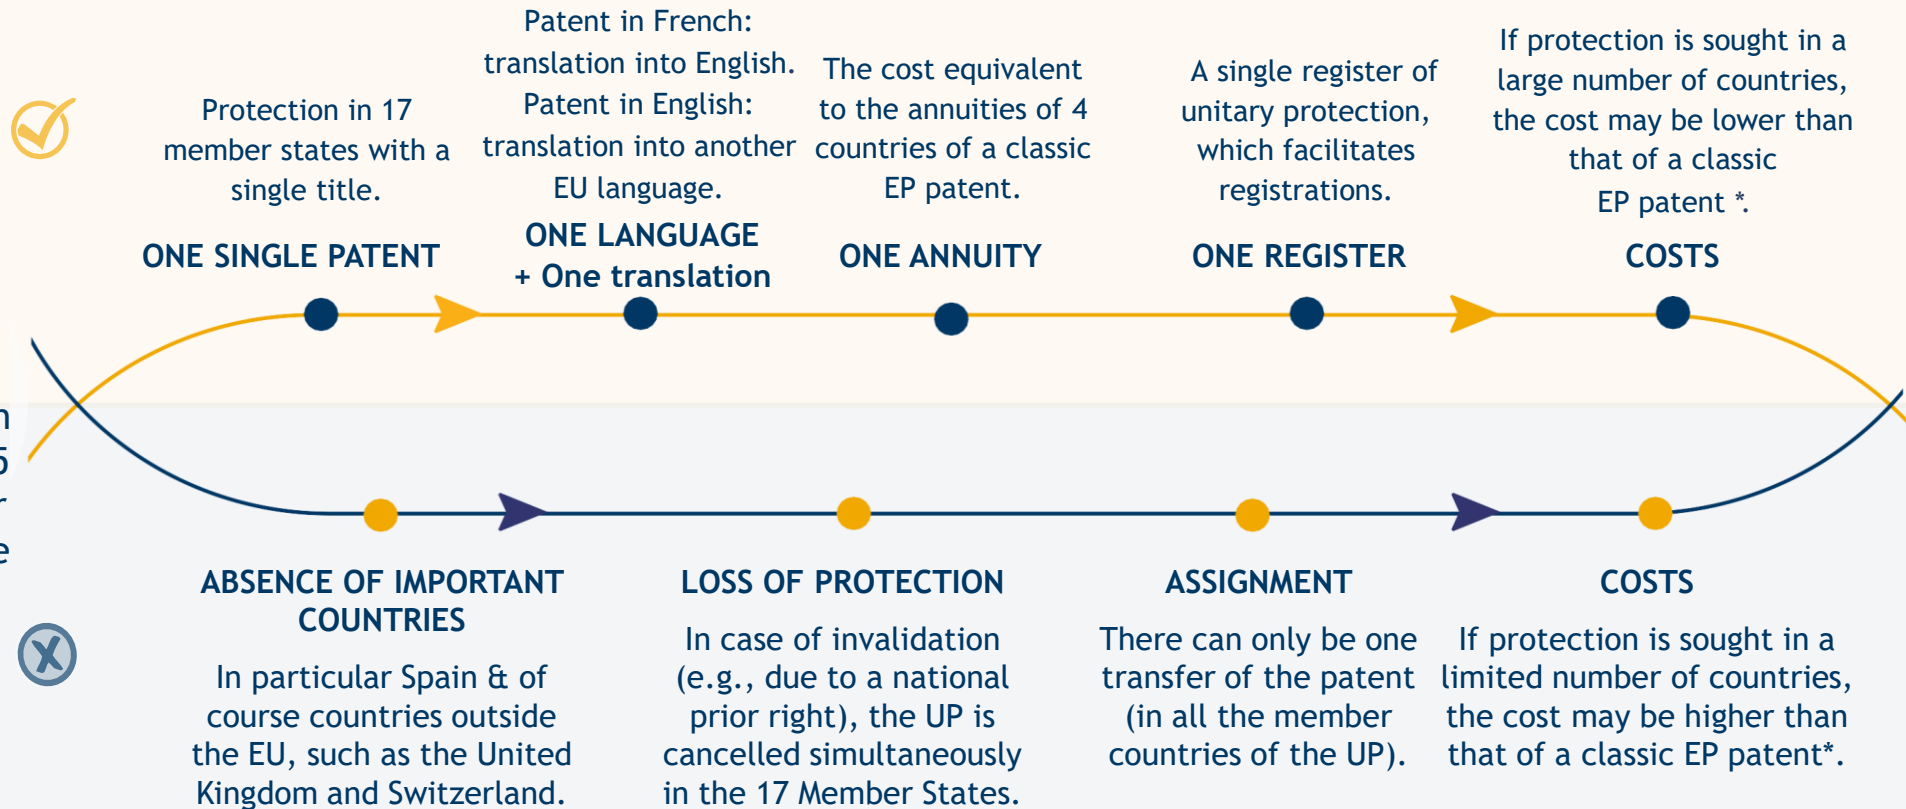 Protection in 17
member states with a
single title.
ONE SINGLE PATENT
Patent in French:
translation into English.
Patent in English:
translation into another
EU language.
ONE LANGUAGE
+ One translation
The cost equivalent
to the annuities of 4
countries of a classic
EP patent.
ONE ANNUITY
A single register of
unitary protection,
which facilitates
registrations.
ONE REGISTER
If protection is sought in a
large number of countries,
the cost may be lower than
that of a classic
EP patent *.
COSTS
ABSENCE OF IMPORTANT
COUNTRIES
In particular Spain & of
course countries outside
the EU, such as the United
Kingdom and Switzerland.
LOSS OF PROTECTION
In case of invalidation
(e.g., due to a national
prior right), the UP is
cancelled simultaneously
in the 17 Member States.
ASSIGNMENT
There can only be one
transfer of the patent
(in all the member
countries of the UP).
COSTS
If protection is sought in a
limited number of countries,
the cost may be higher than
that of a classic EP patent*.